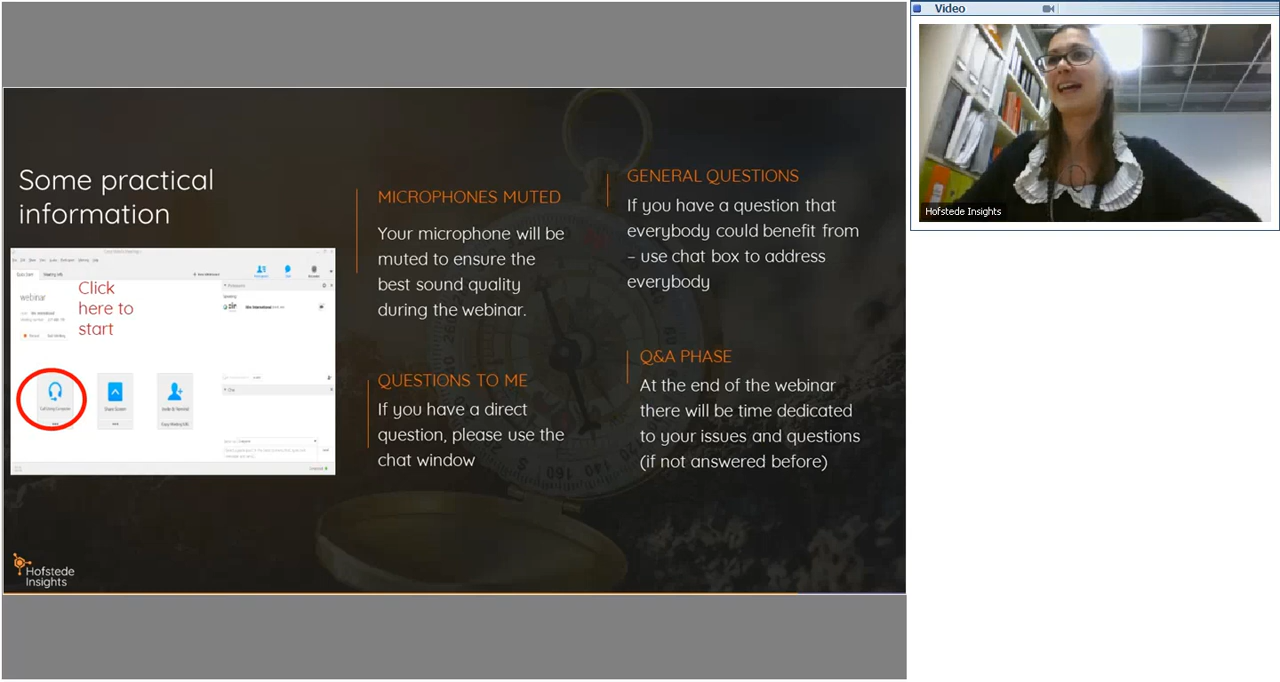 Video
Hofstede Insights
Some practical
information
Click
here to
start
webinar
MICROPHONES MUTED
Your microphone will be
muted to ensure the
best sound quality
during the webinar.
QUESTIONS TO ME
If you have a direct
question, please use the
chat window
GENERAL QUESTIONS
If you have a question that
everybody could benefit from
– use chat box to address
everybody
Q&A PHASE
At the end of the webinar
there will be time dedicated
to your issues and questions
(if not answered before)
Hofstede
Insights